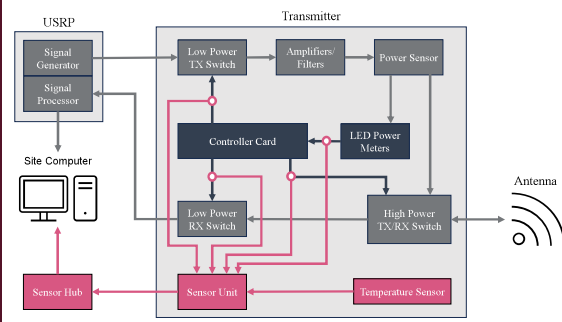 USRP
Transmitter
Signal
Generator
Low Power
TX Switch
Amplifiers/
Filters
Power Sensor
Signal
Processor
Controller Card
LED Power
Meters
Site Computer
Antenna
Low Power
RX Switch
High Power
TX/RX Switch
Sensor Hub
Sensor Unit
Temperature Sensor